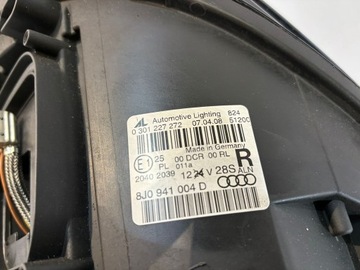 AL Automotive Lighting 824
0 301 227 272 07.04.08 51200
Made in Germany
E1 25 00 DCR 00 RL R
PL 011a
2040 2039 12 V 28S ALN
8J0 941 004 D